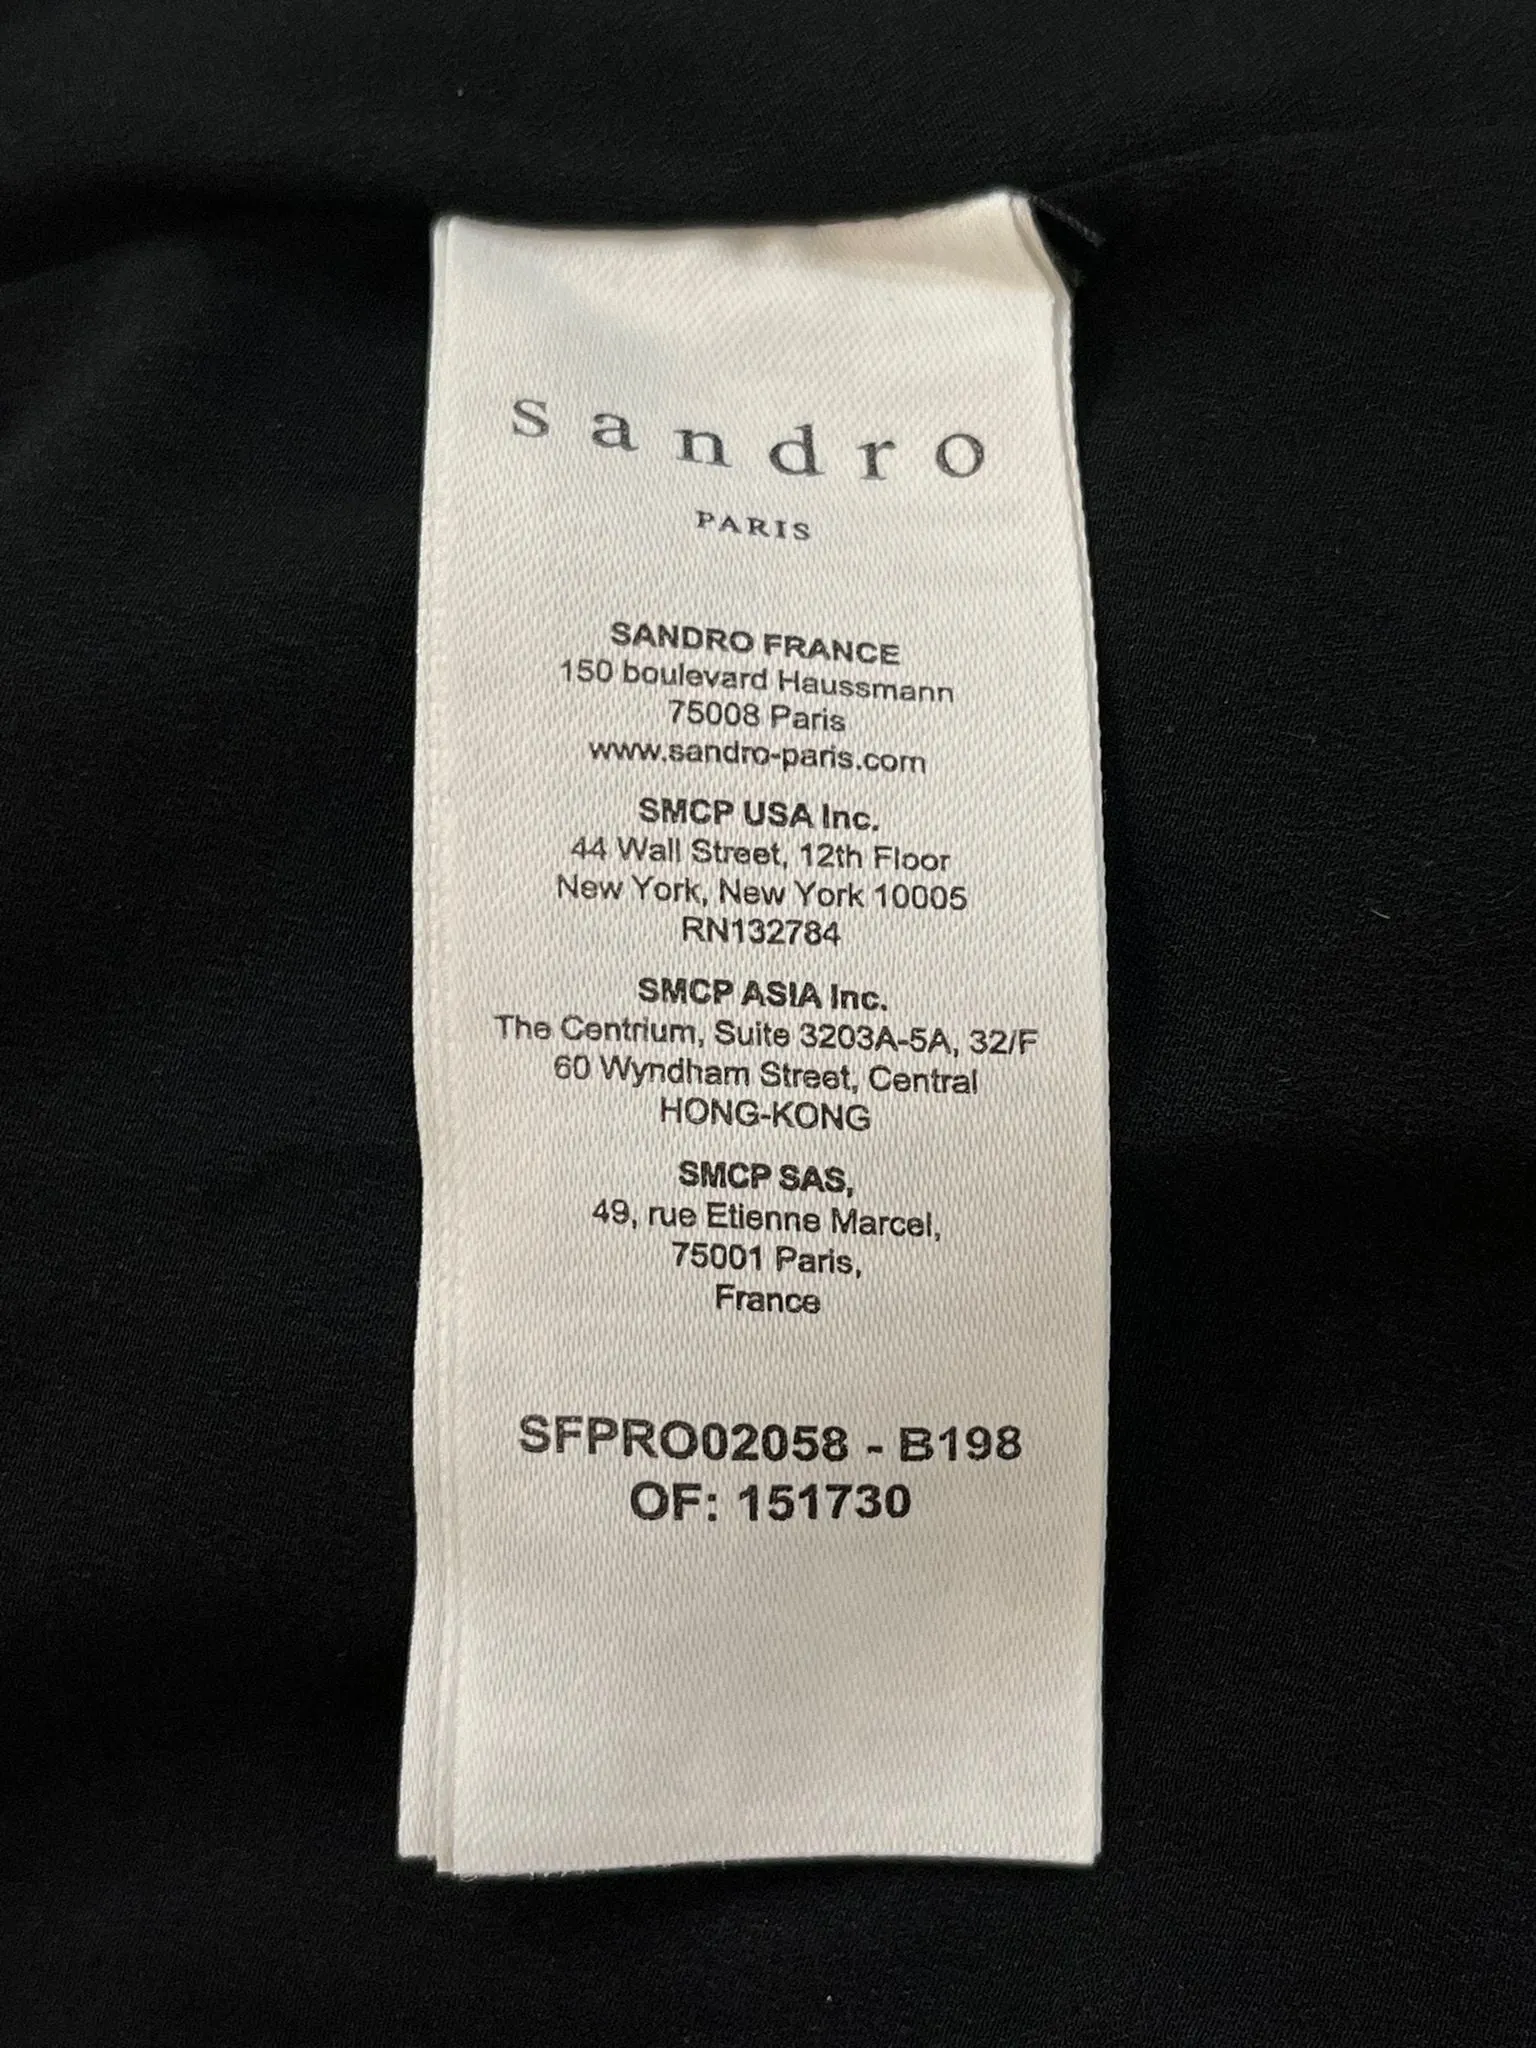 sandro
PARIS
SANDRO FRANCE
150 boulevard Haussmann
75008 Paris
www.sandro-paris.com
SMCP USA Inc.
44 Wall Street, 12th Floor
New York, New York 10005
RN132784
SMCP ASIA Inc.
The Centrium, Suite 3203A-5A, 32/F
60 Wyndham Street, Central
HONG-KONG
SMCP SAS,
49, rue Etienne Marcel,
75001 Paris,
France
SFPRO02058 - B198
OF: 151730